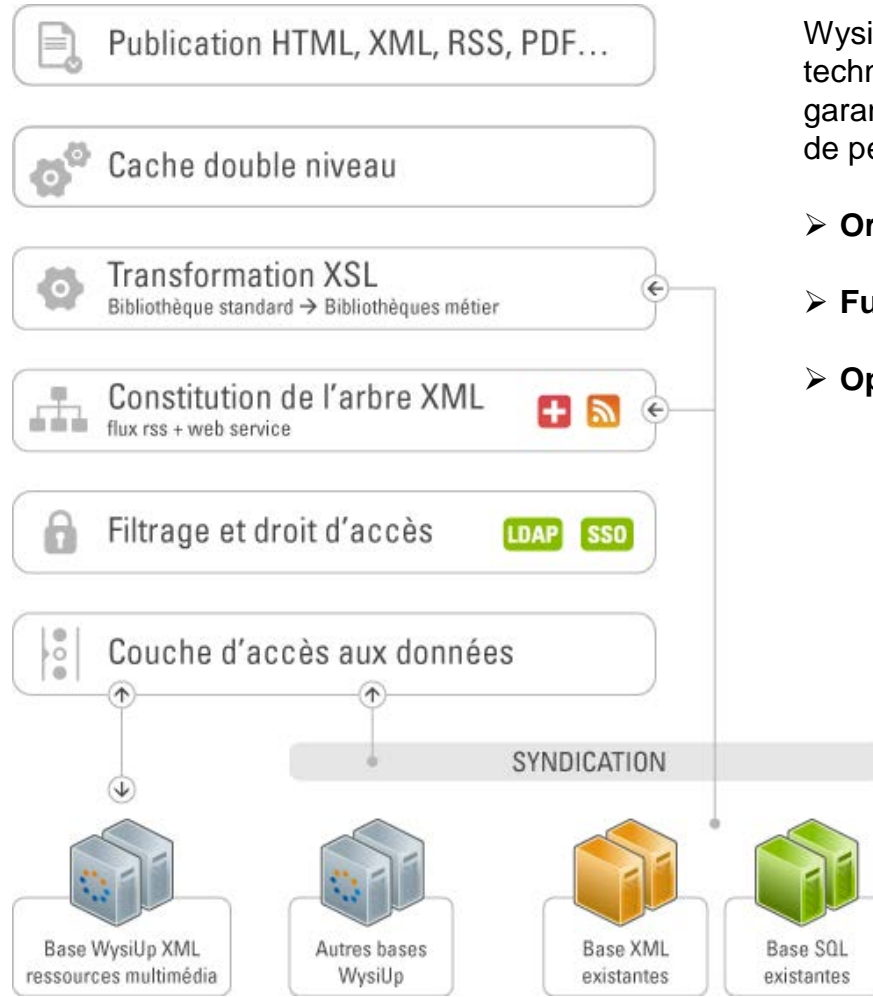 Publication HTML, XML, RSS, PDF...
Cache double niveau
Transformation XSL
Bibliothèque standard → Bibliothèques métier
Constitution de l'arbre XML
flux rss + web service
Filtrage et droit d'accès
LDAP SSO
Couche d'accès aux données
SYNDICATION
Base WysiUp XML
ressources multimédia
Autres bases
WysiUp
Base XML
existantes
Base SQL
existantes
de